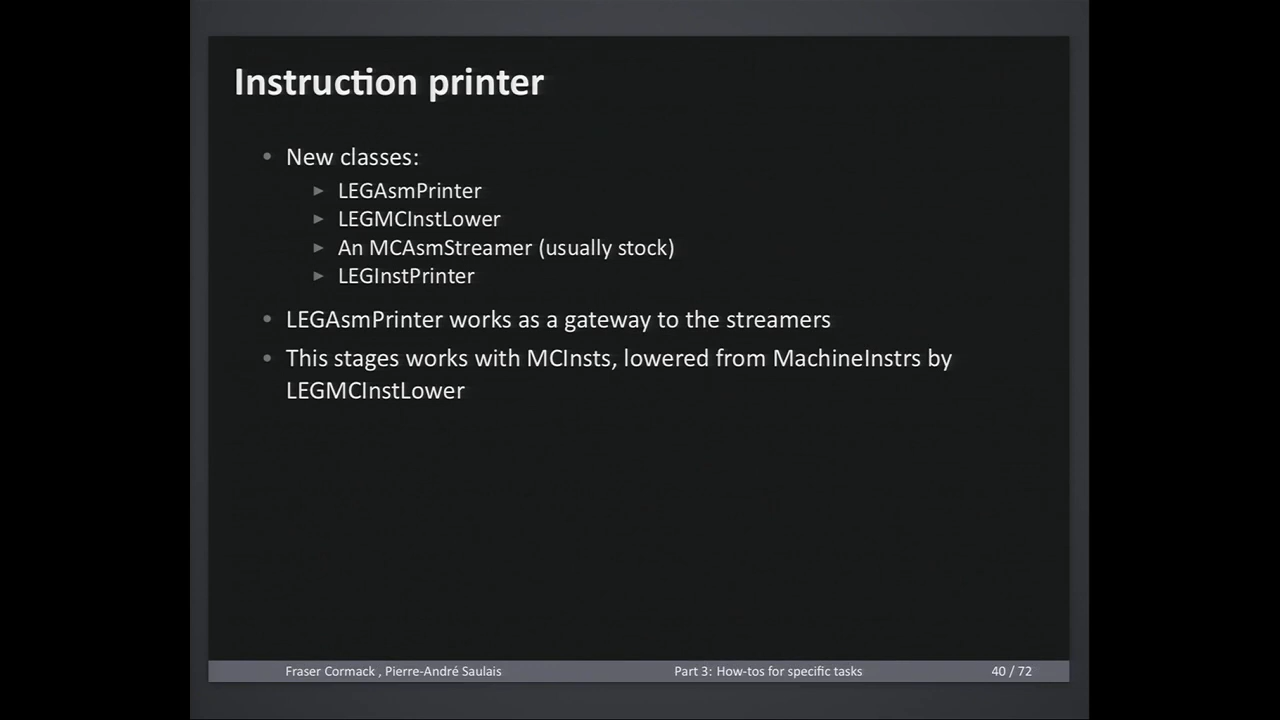 Instruction printer
• New classes:
▶ LEGAsmPrinter
▶ LEGMCInstLower
▶ An MCAsmStreamer (usually stock)
▶ LEGInstPrinter
• LEGAsmPrinter works as a gateway to the streamers
• This stages works with MCInsts, lowered from MachineInstrs by
LEGMCInstLower
Fraser Cormack , Pierre-André Saulais Part 3: How-tos for specific tasks 40 / 72